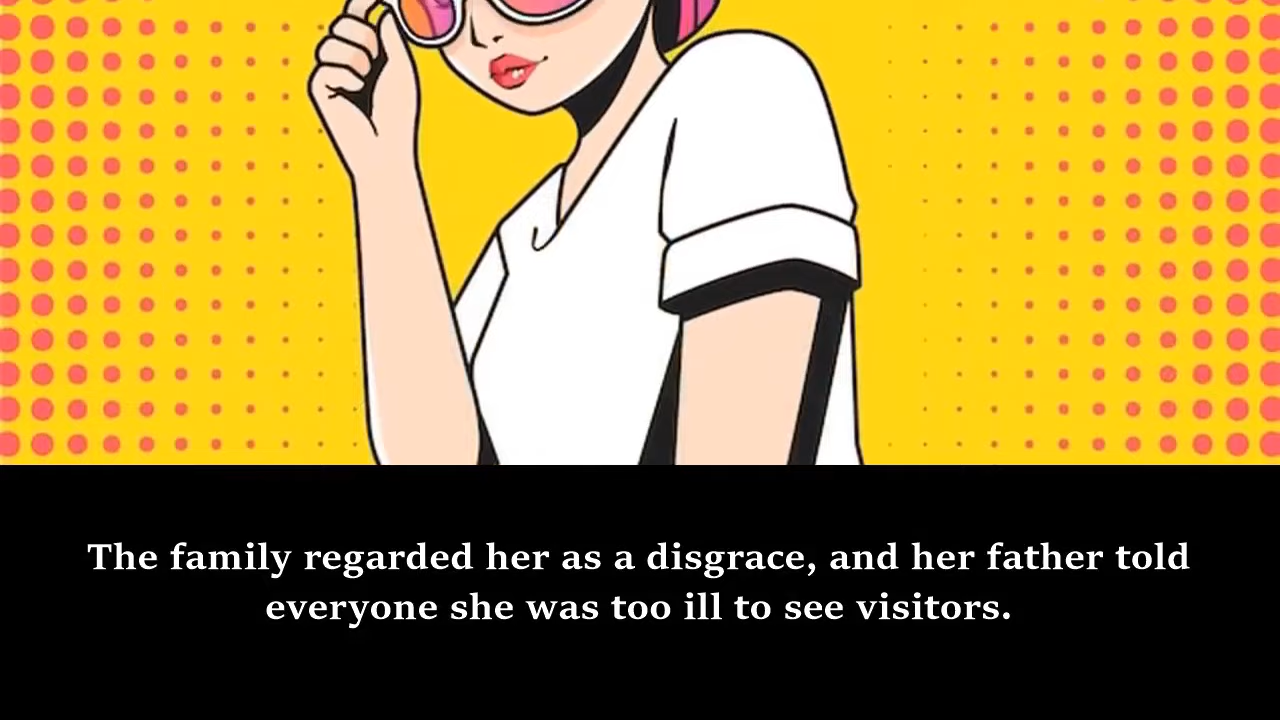 The family regarded her as a disgrace, and her father told
everyone she was too ill to see visitors.